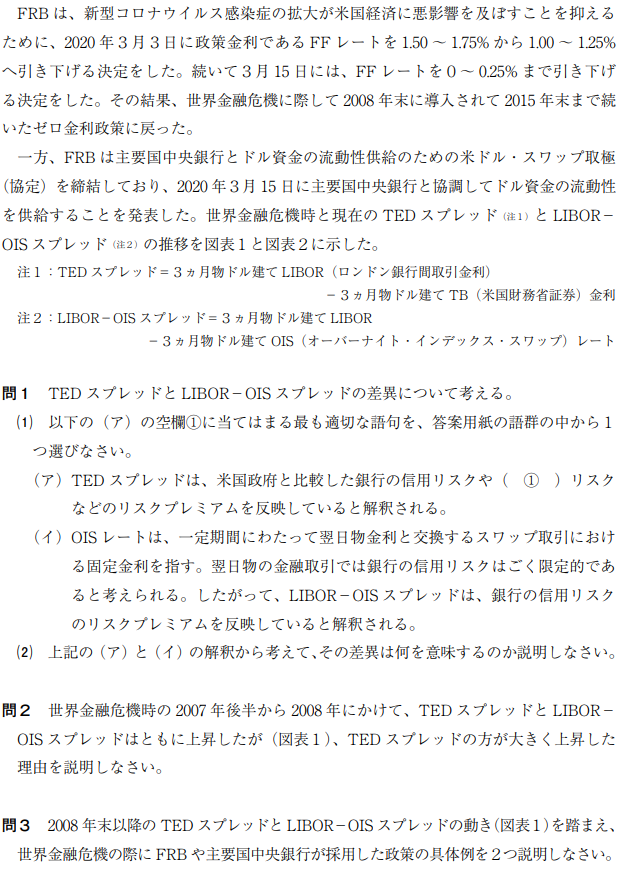 FRBは、新型コロナウイルス感染症の拡大が米国経済に悪影響を及ぼすことを抑える
ために、2020年3月3日に政策金利であるFFレートを1.50～1.75%から1.00～1.25%
へ引き下げる決定をした。続いて3月15日には、FFレートを0～0.25%まで引き下げ
る決定をした。その結果、世界金融危機に際して2008年末に導入されて2015年末まで続
いたゼロ金利政策に戻った。
一方、FRBは主要国中央銀行とドル資金の流動性供給のための米ドル・スワップ取極
（協定）を締結しており、2020年3月15日に主要国中央銀行と協調してドル資金の流動性
を供給することを発表した。世界金融危機時と現在のTEDスプレッド（注1）とLIBOR－
OISスプレッド（注2）の推移を図表1と図表2に示した。
注1：TEDスプレッド＝3ヵ月物ドル建てLIBOR（ロンドン銀行間取引金利）
－3ヵ月物ドル建てTB（米国財務省証券）金利
注2：LIBOR－OISスプレッド＝3ヵ月物ドル建てLIBOR
－3ヵ月物ドル建てOIS（オーバーナイト・インデックス・スワップ）レート
問1 TEDスプレッドとLIBOR－OISスプレッドの差異について考える。
⑴ 以下の（ア）の空欄①に当てはまる最も適切な語句を、答案用紙の語群の中から1
つ選びなさい。
（ア）TEDスプレッドは、米国政府と比較した銀行の信用リスクや（ ① ）リスク
などのリスクプレミアムを反映していると解釈される。
（イ）OISレートは、一定期間にわたって翌日物金利と交換するスワップ取引におけ
る固定金利を指す。翌日物の金融取引では銀行の信用リスクはごく限定的であ
ると考えられる。したがって、LIBOR－OISスプレッドは、銀行の信用リスク
のリスクプレミアムを反映していると解釈される。
⑵ 上記の（ア）と（イ）の解釈から考えて、その差異は何を意味するのか説明しなさい。
問2 世界金融危機時の2007年後半から2008年にかけて、TEDスプレッドとLIBOR－
OISスプレッドはともに上昇したが（図表1）、TEDスプレッドの方が大きく上昇した
理由を説明しなさい。
問3 2008年末以降のTEDスプレッドとLIBOR－OISスプレッドの動き（図表1）を踏まえ、
世界金融危機の際にFRBや主要国中央銀行が採用した政策の具体例を2つ説明しなさい。